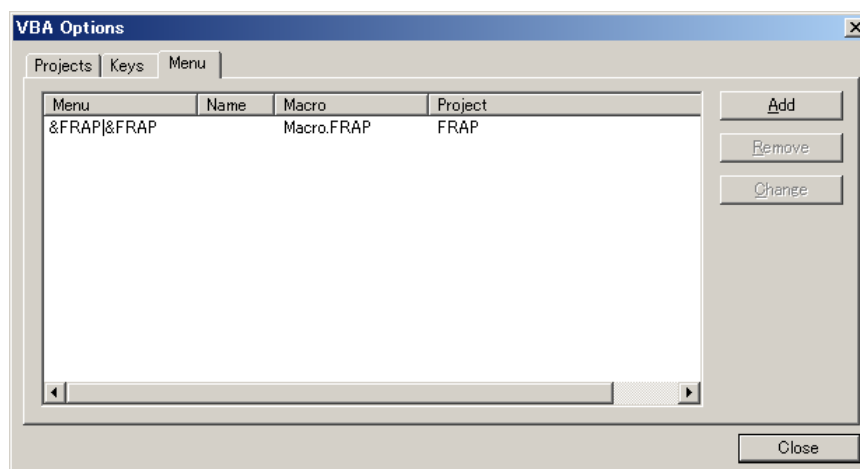 VBA Options
Projects Keys Menu
Menu Name Macro Project
&FRAP|&FRAP Macro.FRAP FRAP
Add
Remove
Change
Close